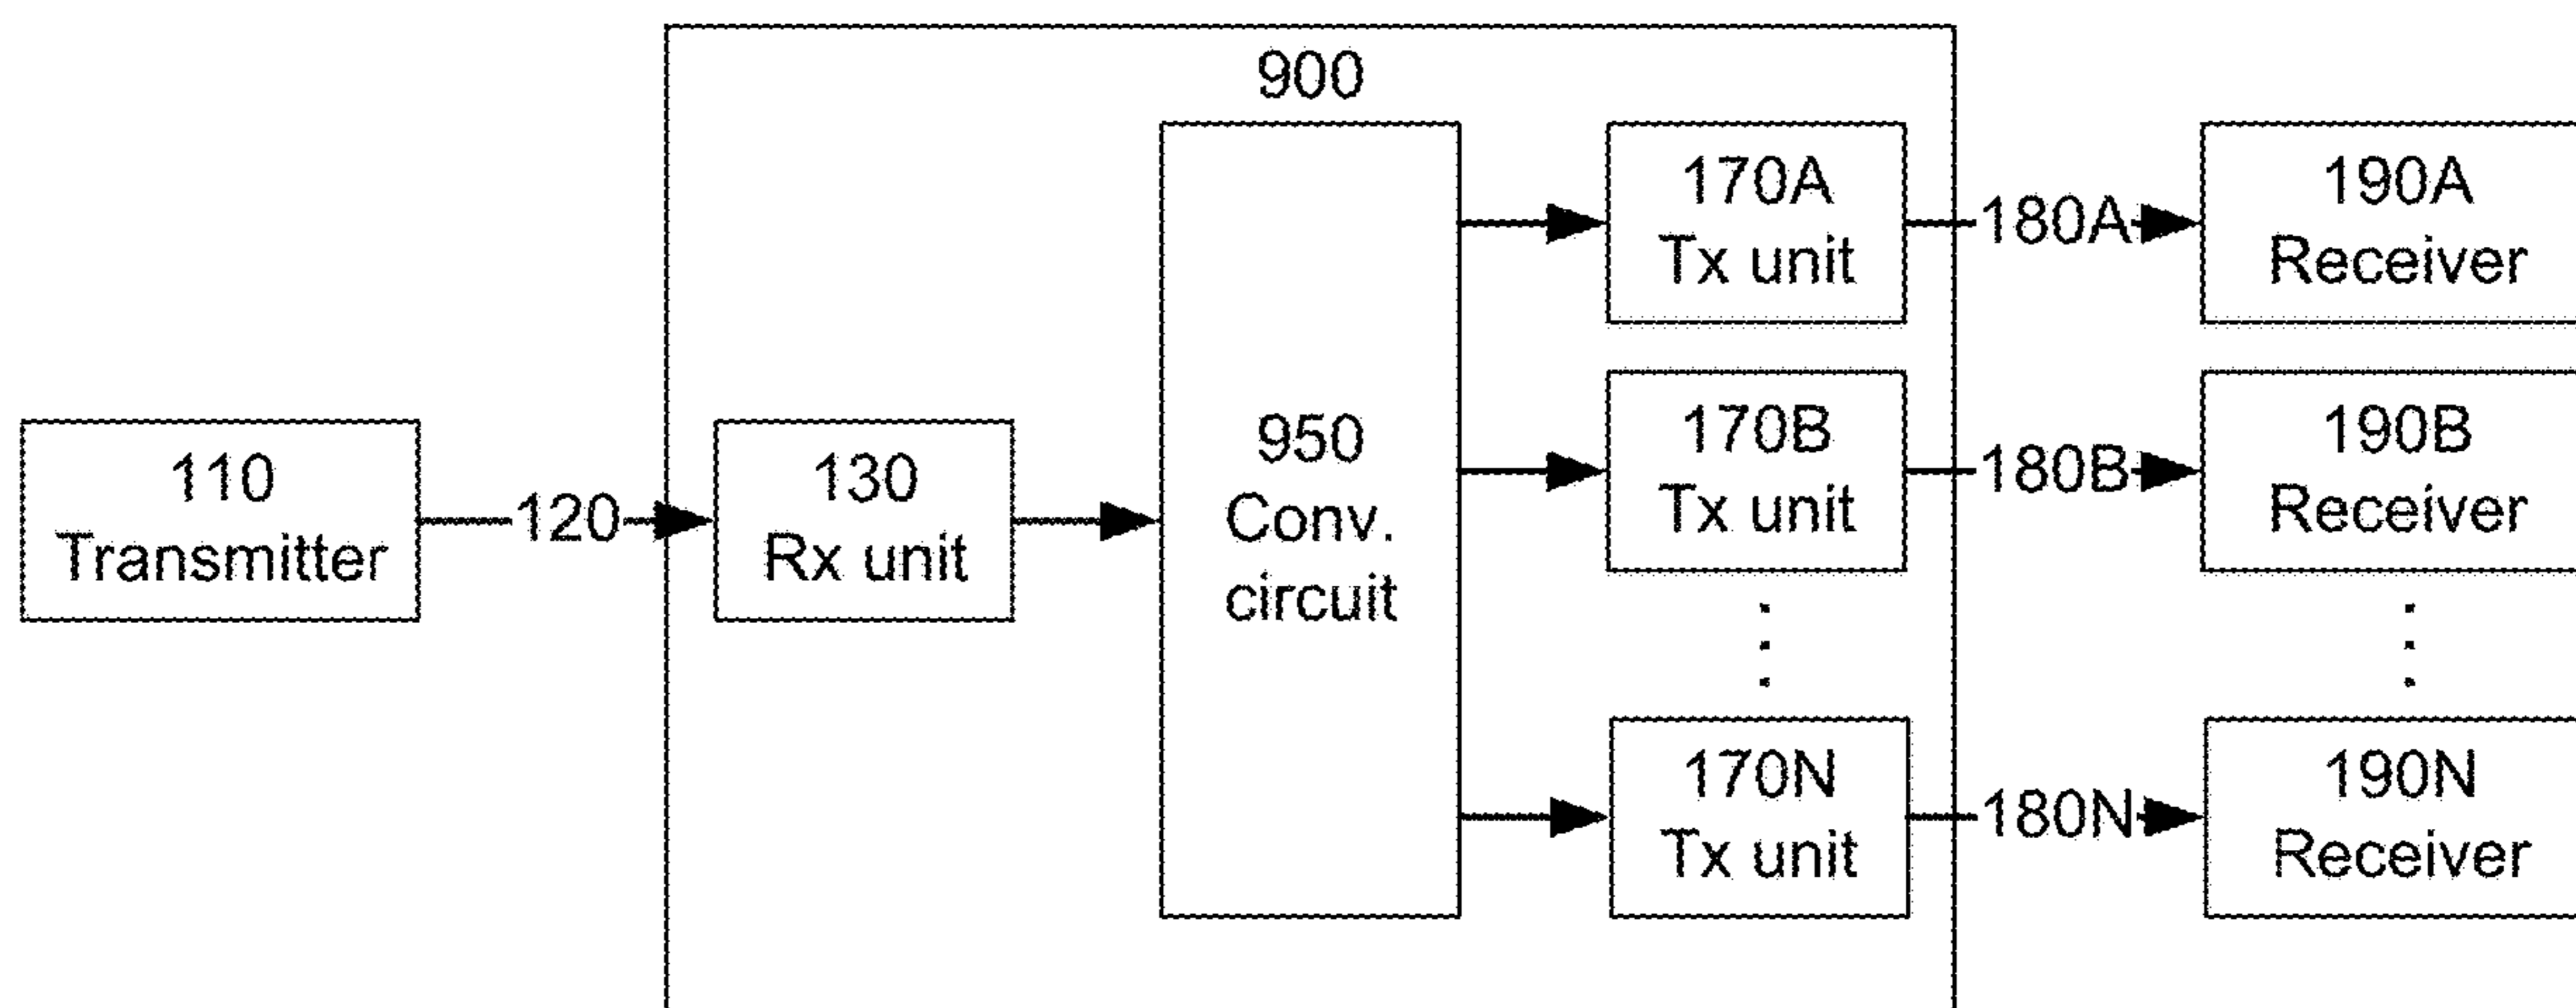 900
110
Transmitter
120
130
Rx unit
950
Conv.
circuit
170A
Tx unit
180A
190A
Receiver
170B
Tx unit
180B
190B
Receiver
170N
Tx unit
180N
190N
Receiver